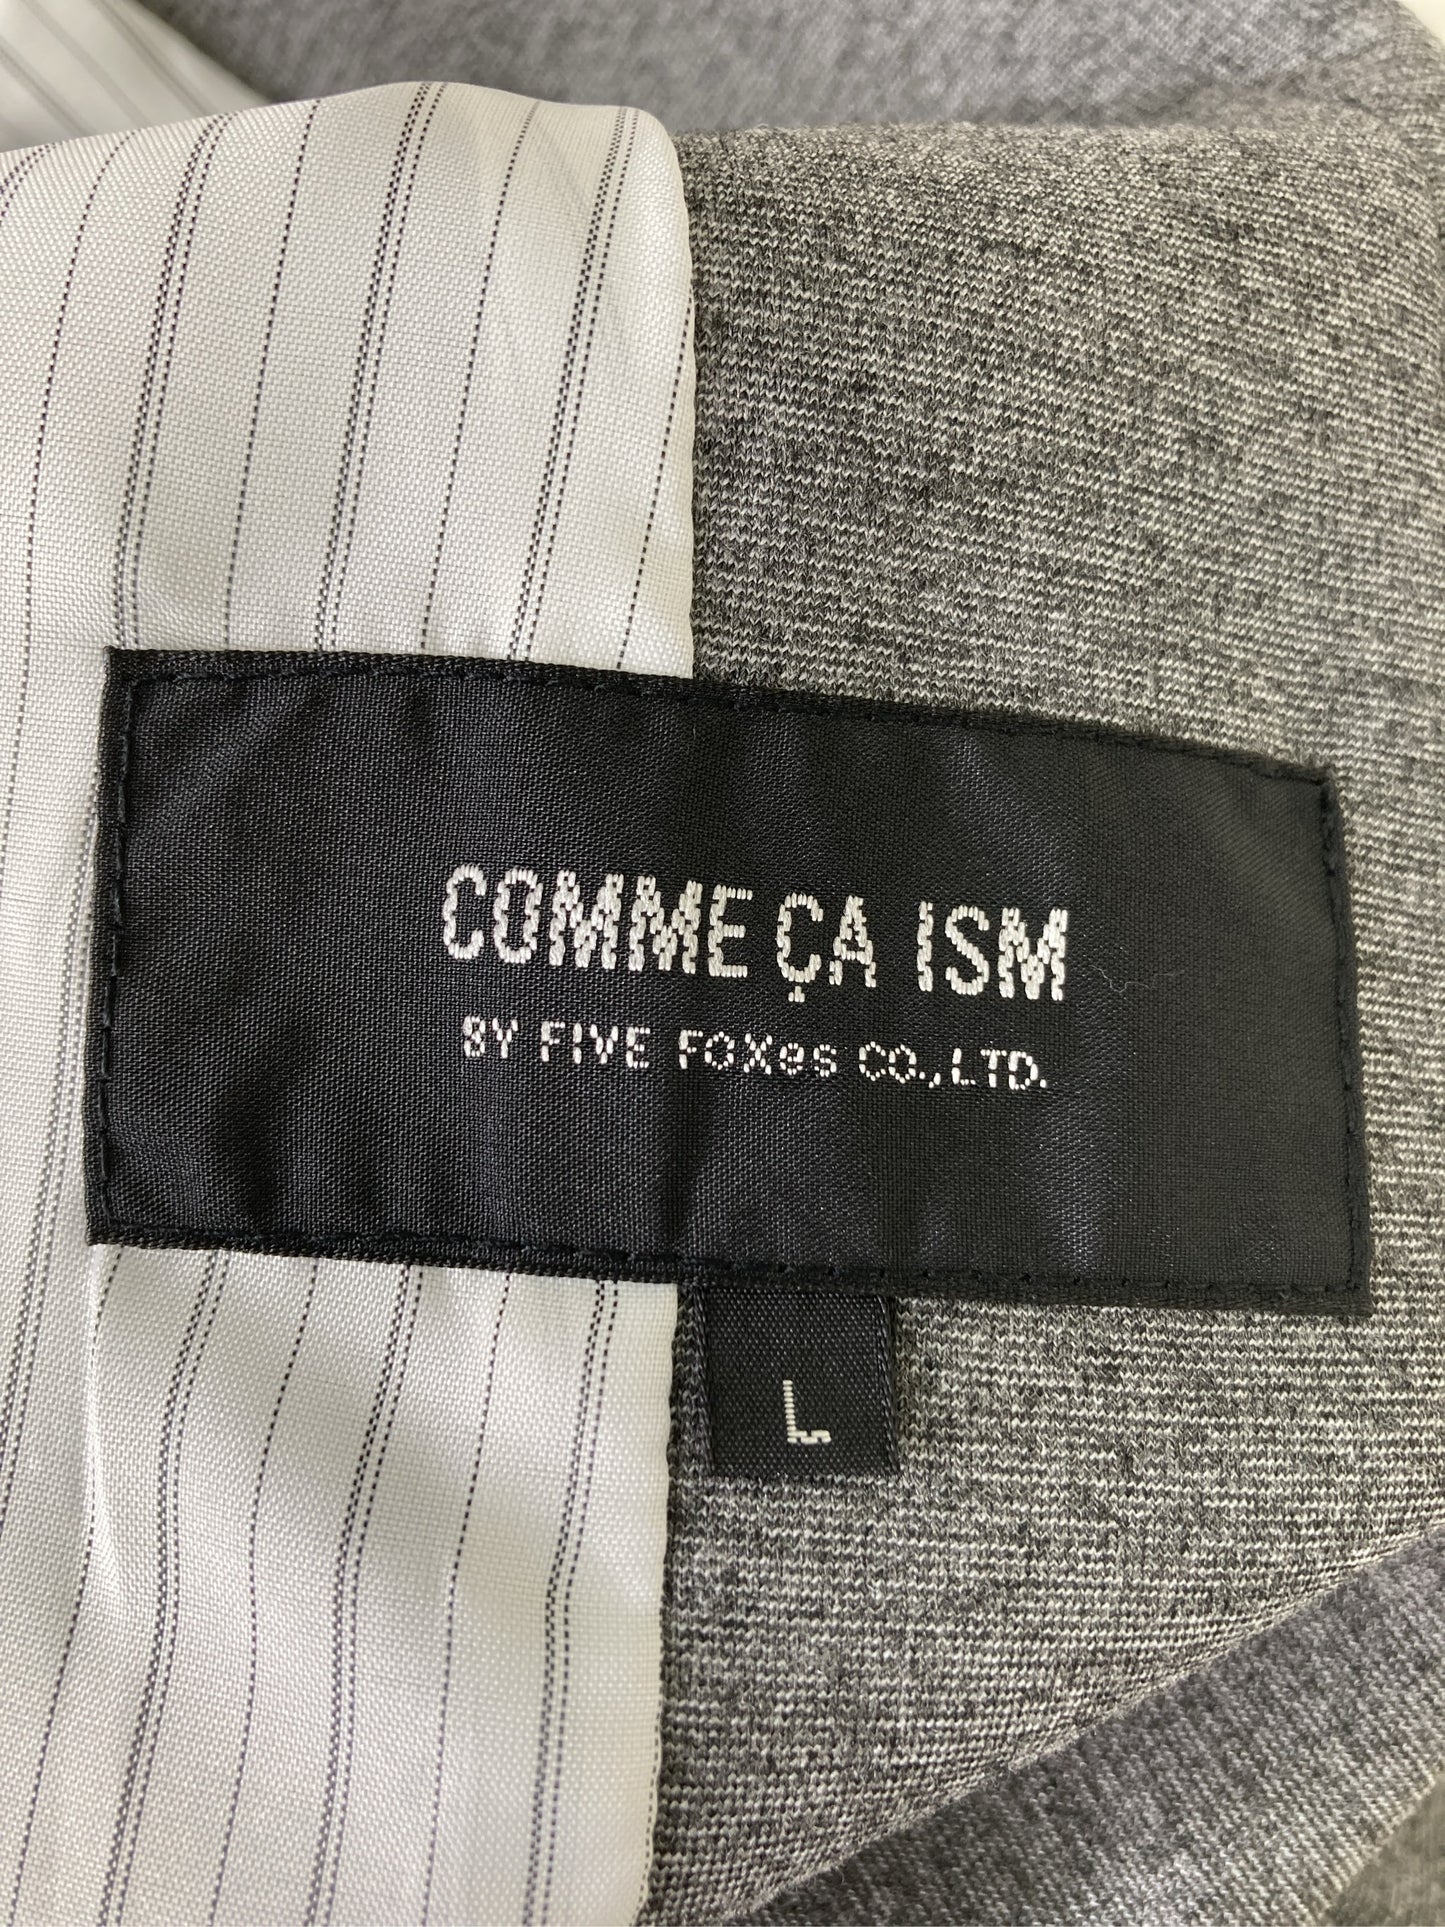 COMME ÇA ISM
BY FIVE FOXes CO.,LTD.
L